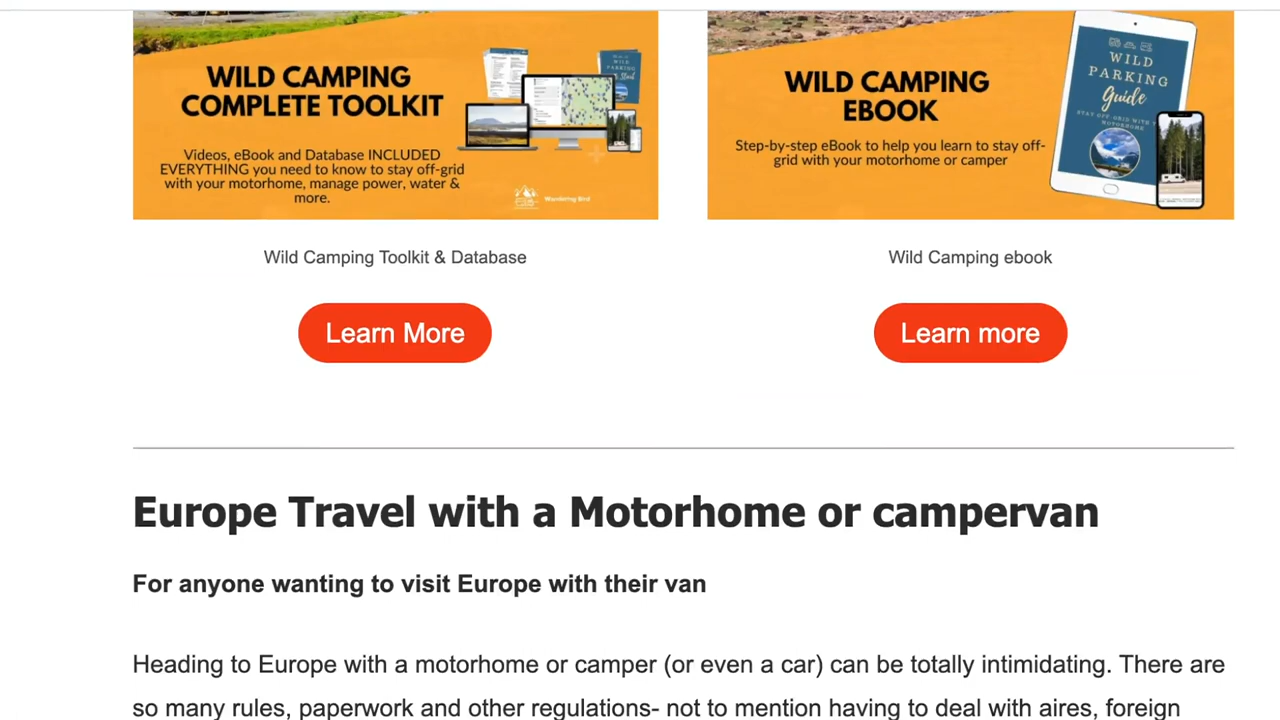 WILD CAMPING
COMPLETE TOOLKIT
Videos, eBook and Database INCLUDED
EVERYTHING you need to know to stay off-grid
with your motorhome, manage power, water &
more.
Wandering Bird
WILD CAMPING
EBOOK
Step-by-step eBook to help you learn to stay off-
grid with your motorhome or camper
WILD
PARKING
Guide
STAY OFF-GRID WITH
MOTORHOME
Wild Camping Toolkit & Database
Wild Camping ebook
Learn More
Learn more
Europe Travel with a Motorhome or campervan
For anyone wanting to visit Europe with their van
Heading to Europe with a motorhome or camper (or even a car) can be totally intimidating. There are
so many rules, paperwork and other regulations- not to mention having to deal with aires, foreign